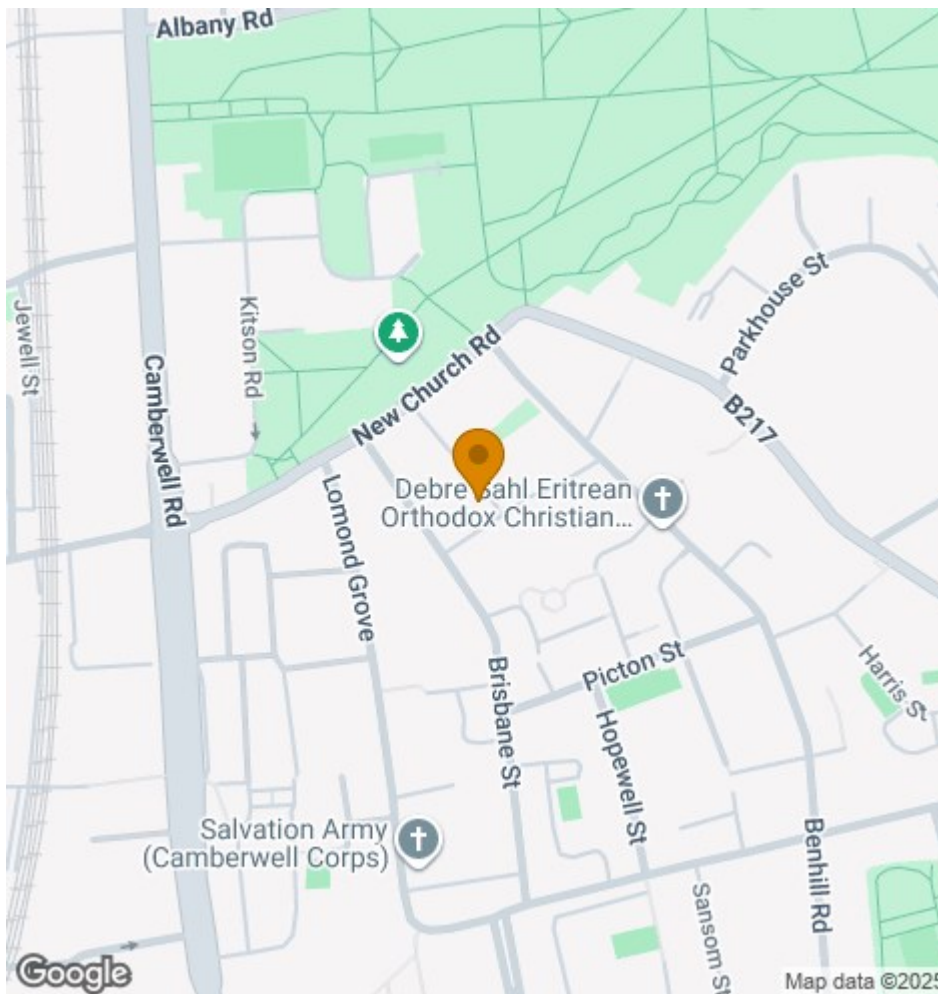 Albany Rd
Jewell St
Kitson Rd
Camberwell Rd
New Church Rd
Parkhouse St
B217
Lomond Grove
Debre Sahl Eritrean
Orthodox Christian...
Brisbane St
Picton St
Hopewell St
Harris St
Salvation Army
(Camberwell Corps)
Benhill Rd
Sansom St
Google
Map data ©2025